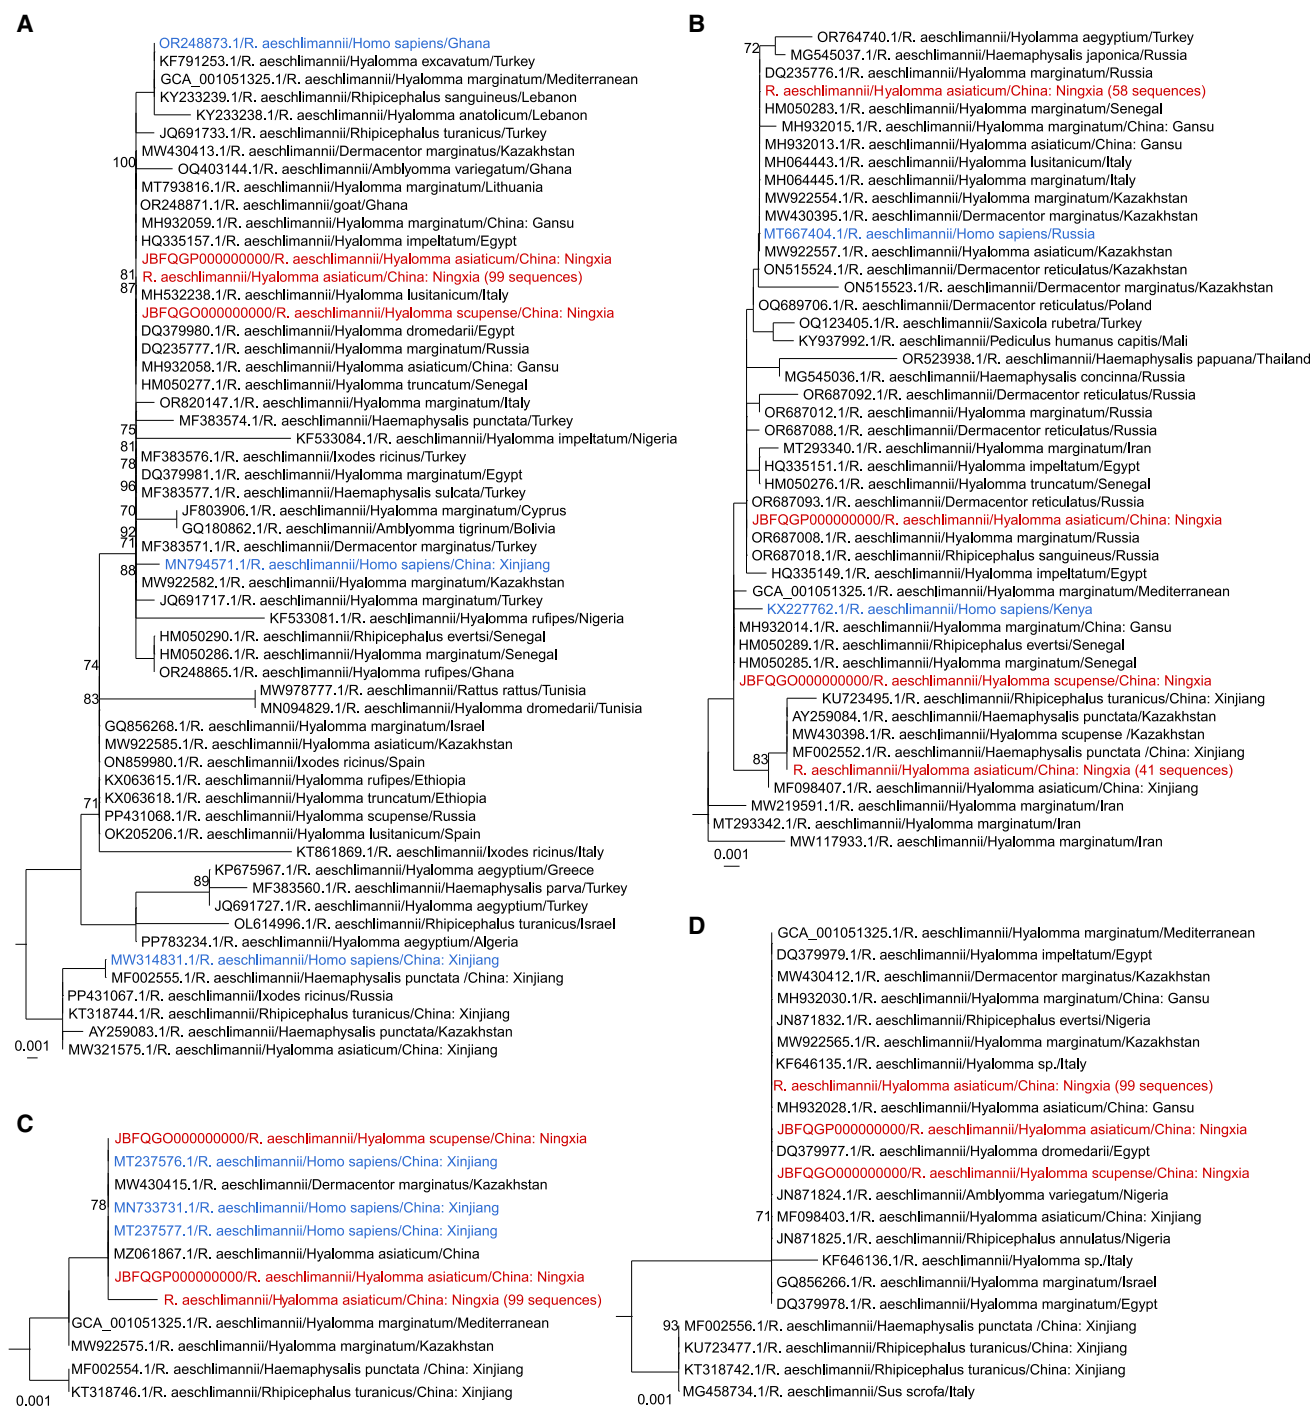 A
OR248873.1/R. aeschlimannii/Homo sapiens/Ghana
KF791253.1/R. aeschlimannii/Hyalomma excavatum/Turkey
GCA_001051325.1/R. aeschlimannii/Hyalomma marginatum/Mediterranean
KY233239.1/R. aeschlimannii/Rhipicephalus sanguineus/Lebanon
KY233238.1/R. aeschlimannii/Hyalomma anatolicum/Lebanon
JQ691733.1/R. aeschlimannii/Rhipicephalus turanicus/Turkey
MW430413.1/R. aeschlimannii/Dermacentor marginatus/Kazakhstan
100
OQ403144.1/R. aeschlimannii/Amblyomma variegatum/Ghana
MT793816.1/R. aeschlimannii/Hyalomma marginatum/Lithuania
OR248871.1/R. aeschlimannii/goat/Ghana
MH932059.1/R. aeschlimannii/Hyalomma marginatum/China: Gansu
HQ335157.1/R. aeschlimannii/Hyalomma impeltatum/Egypt
JBFQGP000000000/R. aeschlimannii/Hyalomma asiaticum/China: Ningxia
81
R. aeschlimannii/Hyalomma asiaticum/China: Ningxia (99 sequences)
87
MH532238.1/R. aeschlimannii/Hyalomma lusitanicum/Italy
JBFQGO000000000/R. aeschlimannii/Hyalomma scupense/China: Ningxia
DQ379980.1/R. aeschlimannii/Hyalomma dromedarii/Egypt
DQ235777.1/R. aeschlimannii/Hyalomma marginatum/Russia
MH932058.1/R. aeschlimannii/Hyalomma asiaticum/China: Gansu
HM050277.1/R. aeschlimannii/Hyalomma truncatum/Senegal
OR820147.1/R. aeschlimannii/Hyalomma marginatum/Italy
MF383574.1/R. aeschlimannii/Haemaphysalis punctata/Turkey
75
KF533084.1/R. aeschlimannii/Hyalomma impeltatum/Nigeria
81
MF383576.1/R. aeschlimannii/Ixodes ricinus/Turkey
78
DQ379981.1/R. aeschlimannii/Hyalomma marginatum/Egypt
96
MF383577.1/R. aeschlimannii/Haemaphysalis sulcata/Turkey
70
JF803906.1/R. aeschlimannii/Hyalomma marginatum/Cyprus
GQ180862.1/R. aeschlimannii/Amblyomma tigrinum/Bolivia
92
71
MF383571.1/R. aeschlimannii/Dermacentor marginatus/Turkey
MN794571.1/R. aeschlimannii/Homo sapiens/China: Xinjiang
88
MW922582.1/R. aeschlimannii/Hyalomma marginatum/Kazakhstan
JQ691717.1/R. aeschlimannii/Hyalomma marginatum/Turkey
KF533081.1/R. aeschlimannii/Hyalomma rufipes/Nigeria
HM050290.1/R. aeschlimannii/Rhipicephalus evertsi/Senegal
HM050286.1/R. aeschlimannii/Hyalomma marginatum/Senegal
74
OR248865.1/R. aeschlimannii/Hyalomma rufipes/Ghana
MW978777.1/R. aeschlimannii/Rattus rattus/Tunisia
83
MN094829.1/R. aeschlimannii/Hyalomma dromedarii/Tunisia
GQ856268.1/R. aeschlimannii/Hyalomma marginatum/Israel
MW922585.1/R. aeschlimannii/Hyalomma asiaticum/Kazakhstan
ON859980.1/R. aeschlimannii/Ixodes ricinus/Spain
KX063615.1/R. aeschlimannii/Hyalomma rufipes/Ethiopia
71
KX063618.1/R. aeschlimannii/Hyalomma truncatum/Ethiopia
PP431068.1/R. aeschlimannii/Hyalomma scupense/Russia
OK205206.1/R. aeschlimannii/Hyalomma lusitanicum/Spain
KT861869.1/R. aeschlimannii/Ixodes ricinus/Italy
KP675967.1/R. aeschlimannii/Hyalomma aegyptium/Greece
89
MF383560.1/R. aeschlimannii/Haemaphysalis parva/Turkey
JQ691727.1/R. aeschlimannii/Hyalomma aegyptium/Turkey
OL614996.1/R. aeschlimannii/Rhipicephalus turanicus/Israel
PP783234.1/R. aeschlimannii/Hyalomma aegyptium/Algeria
MW314831.1/R. aeschlimannii/Homo sapiens/China: Xinjiang
MF002555.1/R. aeschlimannii/Haemaphysalis punctata /China: Xinjiang
PP431067.1/R. aeschlimannii/Ixodes ricinus/Russia
KT318744.1/R. aeschlimannii/Rhipicephalus turanicus/China: Xinjiang
AY259083.1/R. aeschlimannii/Haemaphysalis punctata/Kazakhstan
MW321575.1/R. aeschlimannii/Hyalomma asiaticum/China: Xinjiang
0.001
B
OR764740.1/R. aeschlimannii/Hyolamma aegyptium/Turkey
72
MG545037.1/R. aeschlimannii/Haemaphysalis japonica/Russia
DQ235776.1/R. aeschlimannii/Hyalomma marginatum/Russia
R. aeschlimannii/Hyalomma asiaticum/China: Ningxia (58 sequences)
HM050283.1/R. aeschlimannii/Hyalomma marginatum/Senegal
MH932015.1/R. aeschlimannii/Hyalomma marginatum/China: Gansu
MH932013.1/R. aeschlimannii/Hyalomma asiaticum/China: Gansu
MH064443.1/R. aeschlimannii/Hyalomma lusitanicum/Italy
MH064445.1/R. aeschlimannii/Hyalomma marginatum/Italy
MW922554.1/R. aeschlimannii/Hyalomma marginatum/Kazakhstan
MW430395.1/R. aeschlimannii/Dermacentor marginatus/Kazakhstan
MT667404.1/R. aeschlimannii/Homo sapiens/Russia
MW922557.1/R. aeschlimannii/Hyalomma asiaticum/Kazakhstan
ON515524.1/R. aeschlimannii/Dermacentor reticulatus/Kazakhstan
ON515523.1/R. aeschlimannii/Dermacentor marginatus/Kazakhstan
OQ689706.1/R. aeschlimannii/Dermacentor reticulatus/Poland
OQ123405.1/R. aeschlimannii/Saxicola rubetra/Turkey
KY937992.1/R. aeschlimannii/Pediculus humanus capitis/Mali
OR523938.1/R. aeschlimannii/Haemaphysalis papuana/Thailand
MG545036.1/R. aeschlimannii/Haemaphysalis concinna/Russia
OR687092.1/R. aeschlimannii/Dermacentor reticulatus/Russia
OR687012.1/R. aeschlimannii/Hyalomma marginatum/Russia
OR687088.1/R. aeschlimannii/Dermacentor reticulatus/Russia
MT293340.1/R. aeschlimannii/Hyalomma marginatum/Iran
HQ335151.1/R. aeschlimannii/Hyalomma impeltatum/Egypt
HM050276.1/R. aeschlimannii/Hyalomma truncatum/Senegal
OR687093.1/R. aeschlimannii/Dermacentor reticulatus/Russia
JBFQGP000000000/R. aeschlimannii/Hyalomma asiaticum/China: Ningxia
OR687008.1/R. aeschlimannii/Hyalomma marginatum/Russia
OR687018.1/R. aeschlimannii/Rhipicephalus sanguineus/Russia
HQ335149.1/R. aeschlimannii/Hyalomma impeltatum/Egypt
GCA_001051325.1/R. aeschlimannii/Hyalomma marginatum/Mediterranean
KX227762.1/R. aeschlimannii/Homo sapiens/Kenya
MH932014.1/R. aeschlimannii/Hyalomma marginatum/China: Gansu
HM050289.1/R. aeschlimannii/Rhipicephalus evertsi/Senegal
HM050285.1/R. aeschlimannii/Hyalomma marginatum/Senegal
JBFQGO000000000/R. aeschlimannii/Hyalomma scupense/China: Ningxia
KU723495.1/R. aeschlimannii/Rhipicephalus turanicus/China: Xinjiang
AY259084.1/R. aeschlimannii/Haemaphysalis punctata/Kazakhstan
MW430398.1/R. aeschlimannii/Hyalomma scupense /Kazakhstan
83
MF002552.1/R. aeschlimannii/Haemaphysalis punctata /China: Xinjiang
R. aeschlimannii/Hyalomma asiaticum/China: Ningxia (41 sequences)
MF098407.1/R. aeschlimannii/Hyalomma asiaticum/China: Xinjiang
MW219591.1/R. aeschlimannii/Hyalomma marginatum/Iran
MT293342.1/R. aeschlimannii/Hyalomma marginatum/Iran
MW117933.1/R. aeschlimannii/Hyalomma marginatum/Iran
0.001
C
JBFQGO000000000/R. aeschlimannii/Hyalomma scupense/China: Ningxia
MT237576.1/R. aeschlimannii/Homo sapiens/China: Xinjiang
MW430415.1/R. aeschlimannii/Dermacentor marginatus/Kazakhstan
78
MN733731.1/R. aeschlimannii/Homo sapiens/China: Xinjiang
MT237577.1/R. aeschlimannii/Homo sapiens/China: Xinjiang
MZ061867.1/R. aeschlimannii/Hyalomma asiaticum/China
JBFQGP000000000/R. aeschlimannii/Hyalomma asiaticum/China: Ningxia
R. aeschlimannii/Hyalomma asiaticum/China: Ningxia (99 sequences)
GCA_001051325.1/R. aeschlimannii/Hyalomma marginatum/Mediterranean
MW922575.1/R. aeschlimannii/Hyalomma marginatum/Kazakhstan
MF002554.1/R. aeschlimannii/Haemaphysalis punctata /China: Xinjiang
KT318746.1/R. aeschlimannii/Rhipicephalus turanicus/China: Xinjiang
0.001
D
GCA_001051325.1/R. aeschlimannii/Hyalomma marginatum/Mediterranean
DQ379979.1/R. aeschlimannii/Hyalomma impeltatum/Egypt
MW430412.1/R. aeschlimannii/Dermacentor marginatus/Kazakhstan
MH932030.1/R. aeschlimannii/Hyalomma marginatum/China: Gansu
JN871832.1/R. aeschlimannii/Rhipicephalus evertsi/Nigeria
MW922565.1/R. aeschlimannii/Hyalomma marginatum/Kazakhstan
KF646135.1/R. aeschlimannii/Hyalomma sp./Italy
R. aeschlimannii/Hyalomma asiaticum/China: Ningxia (99 sequences)
MH932028.1/R. aeschlimannii/Hyalomma asiaticum/China: Gansu
JBFQGP000000000/R. aeschlimannii/Hyalomma asiaticum/China: Ningxia
DQ379977.1/R. aeschlimannii/Hyalomma dromedarii/Egypt
JBFQGO000000000/R. aeschlimannii/Hyalomma scupense/China: Ningxia
JN871824.1/R. aeschlimannii/Amblyomma variegatum/Nigeria
71
MF098403.1/R. aeschlimannii/Hyalomma asiaticum/China: Xinjiang
JN871825.1/R. aeschlimannii/Rhipicephalus annulatus/Nigeria
KF646136.1/R. aeschlimannii/Hyalomma sp./Italy
GQ856266.1/R. aeschlimannii/Hyalomma marginatum/Israel
DQ379978.1/R. aeschlimannii/Hyalomma marginatum/Egypt
93
MF002556.1/R. aeschlimannii/Haemaphysalis punctata /China: Xinjiang
KU723477.1/R. aeschlimannii/Rhipicephalus turanicus/China: Xinjiang
KT318742.1/R. aeschlimannii/Rhipicephalus turanicus/China: Xinjiang
MG458734.1/R. aeschlimannii/Sus scrofa/Italy
0.001